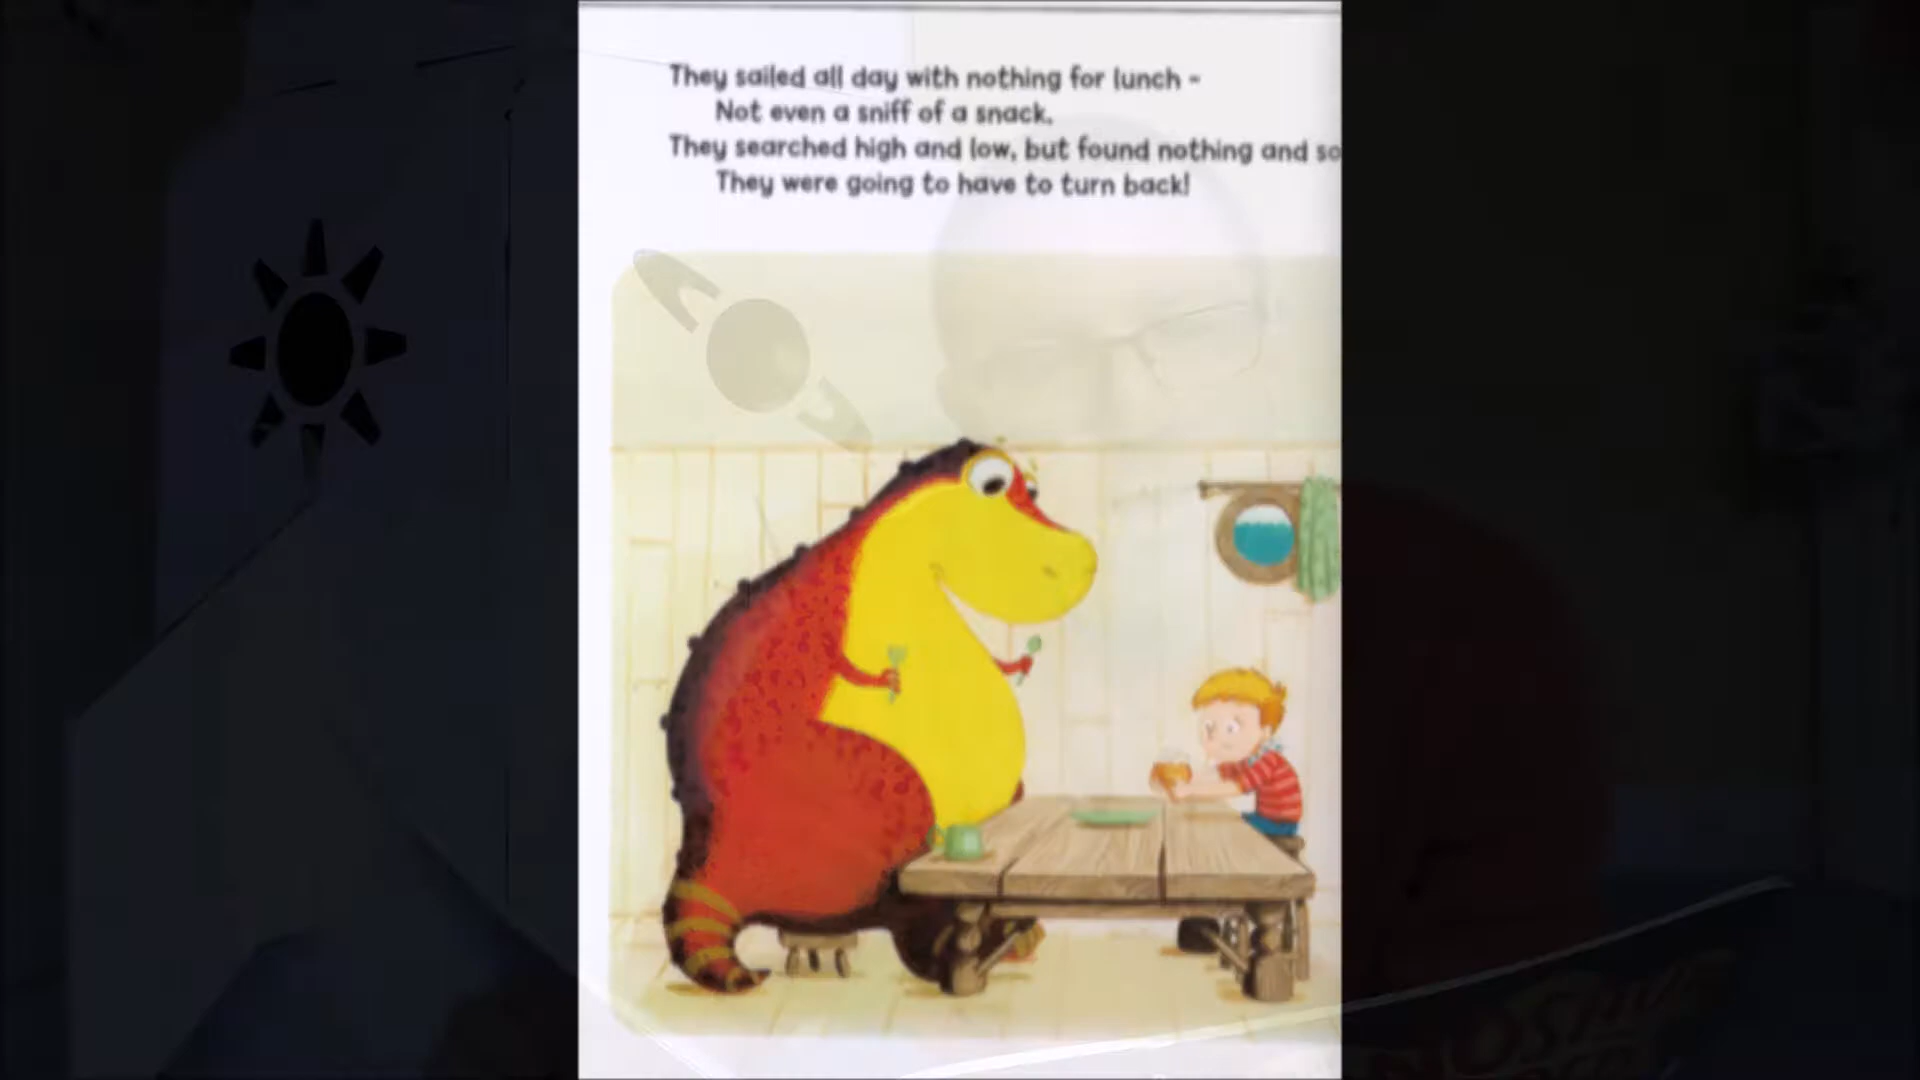 They sailed all day with nothing for lunch -
Not even a sniff of a snack.
They searched high and low, but found nothing and so
They were going to have to turn back!